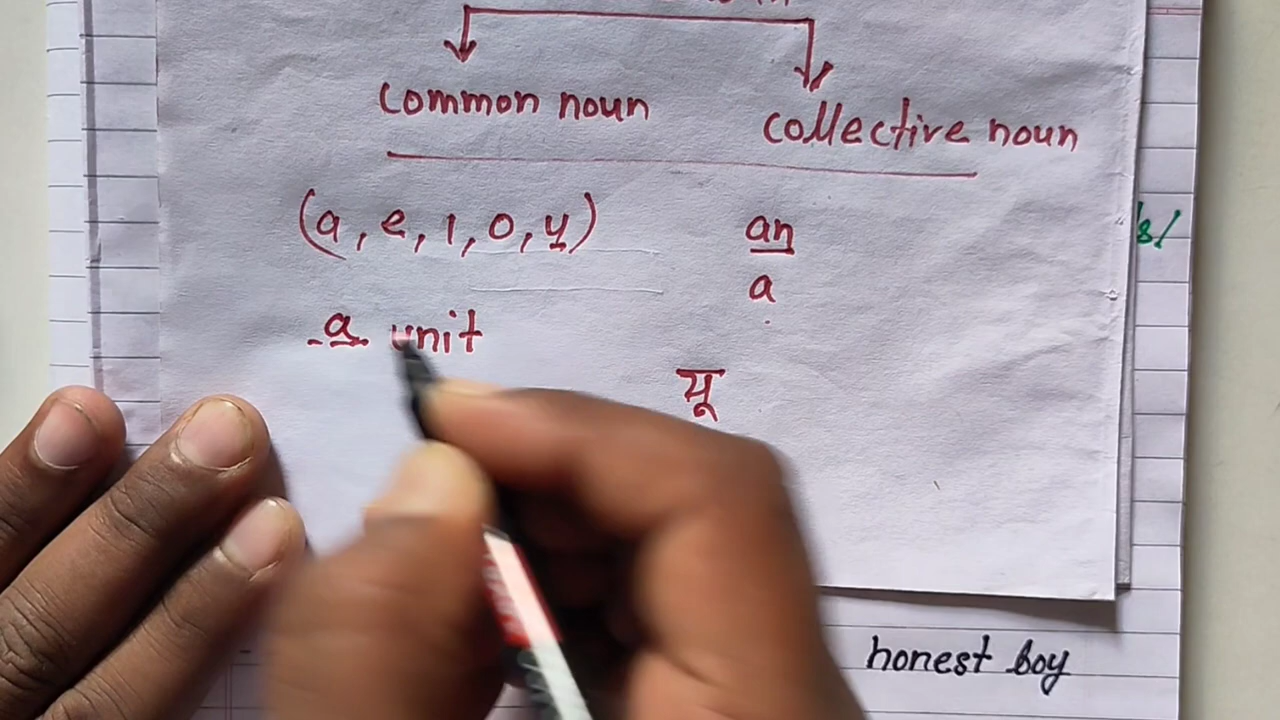 common noun
collective noun
(a, e, i, o, u)
an
a
a unit
यू
honest boy